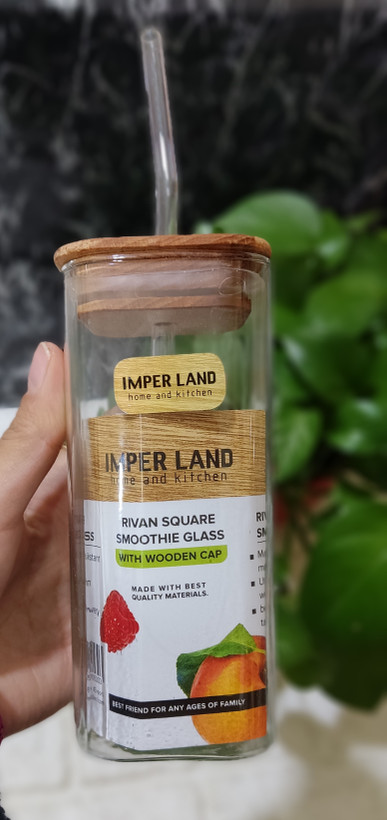 IMPER LAND
home and kitchen
IMPER LAND
home and kitchen
RIVAN SQUARE
SMOOTHIE GLASS
WITH WOODEN CAP
MADE WITH BEST
QUALITY MATERIALS.
BEST FRIEND FOR ANY AGES OF FAMILY